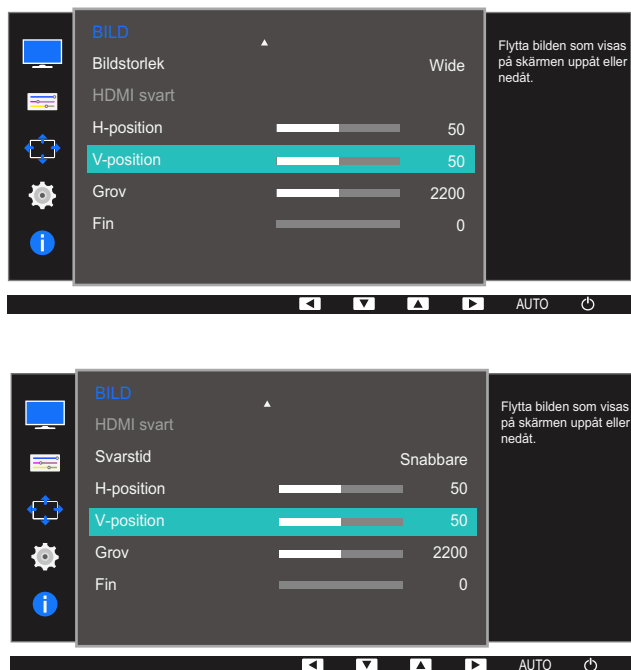 BILD
Bildstorlek Wide
HDMI svart
H-position 50
V-position 50
Grov 2200
Fin 0
Flytta bilden som visas
på skärmen uppåt eller
nedåt.
AUTO
BILD
HDMI svart
Svarstid Snabbare
H-position 50
V-position 50
Grov 2200
Fin 0
Flytta bilden som visas
på skärmen uppåt eller
nedåt.
AUTO